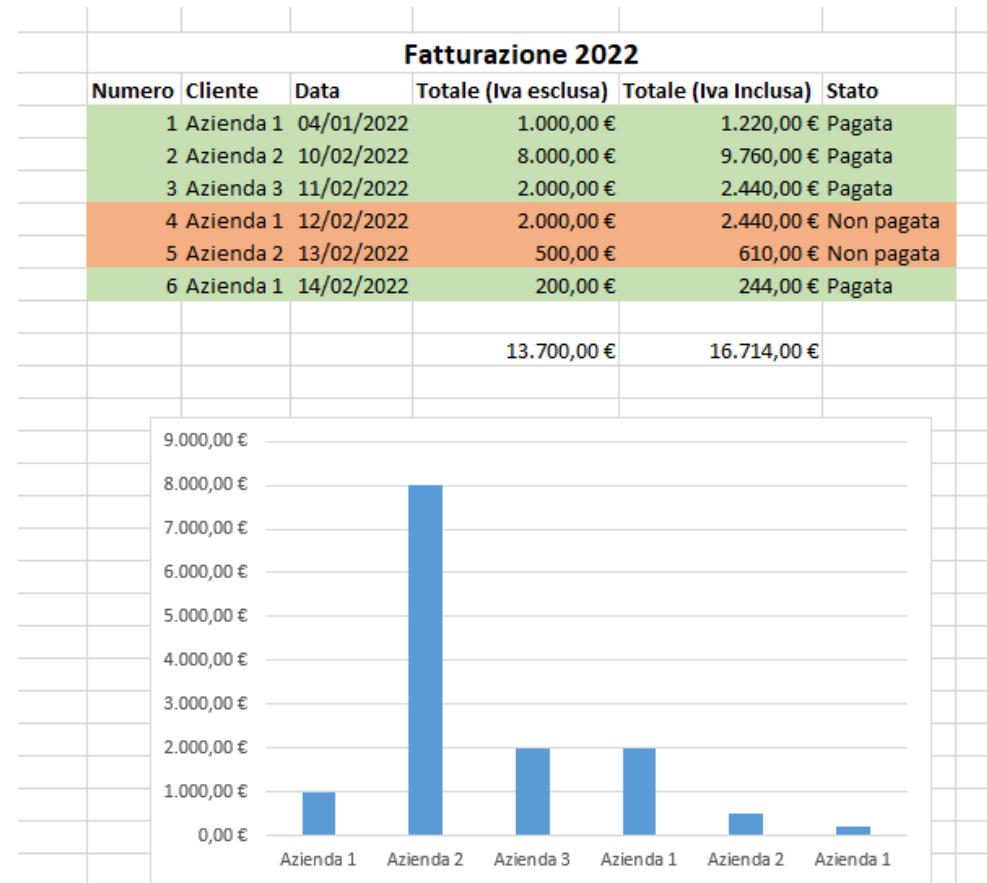 Fatturazione 2022
Numero Cliente Data Totale (Iva esclusa) Totale (Iva Inclusa) Stato
1 Azienda 1 04/01/2022 1.000,00 € 1.220,00 € Pagata
2 Azienda 2 10/02/2022 8.000,00 € 9.760,00 € Pagata
3 Azienda 3 11/02/2022 2.000,00 € 2.440,00 € Pagata
4 Azienda 1 12/02/2022 2.000,00 € 2.440,00 € Non pagata
5 Azienda 2 13/02/2022 500,00 € 610,00 € Non pagata
6 Azienda 1 14/02/2022 200,00 € 244,00 € Pagata
13.700,00 € 16.714,00 €
9.000,00 €
8.000,00 €
7.000,00 €
6.000,00 €
5.000,00 €
4.000,00 €
3.000,00 €
2.000,00 €
1.000,00 €
0,00 €
Azienda 1 Azienda 2 Azienda 3 Azienda 1 Azienda 2 Azienda 1